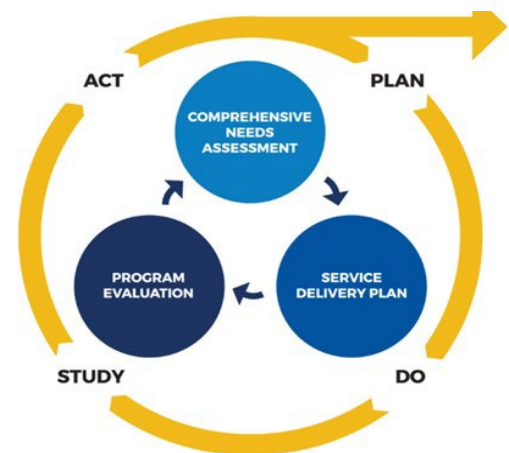 ACT
PLAN
COMPREHENSIVE
NEEDS
ASSESSMENT
PROGRAM
EVALUATION
SERVICE
DELIVERY PLAN
STUDY
DO